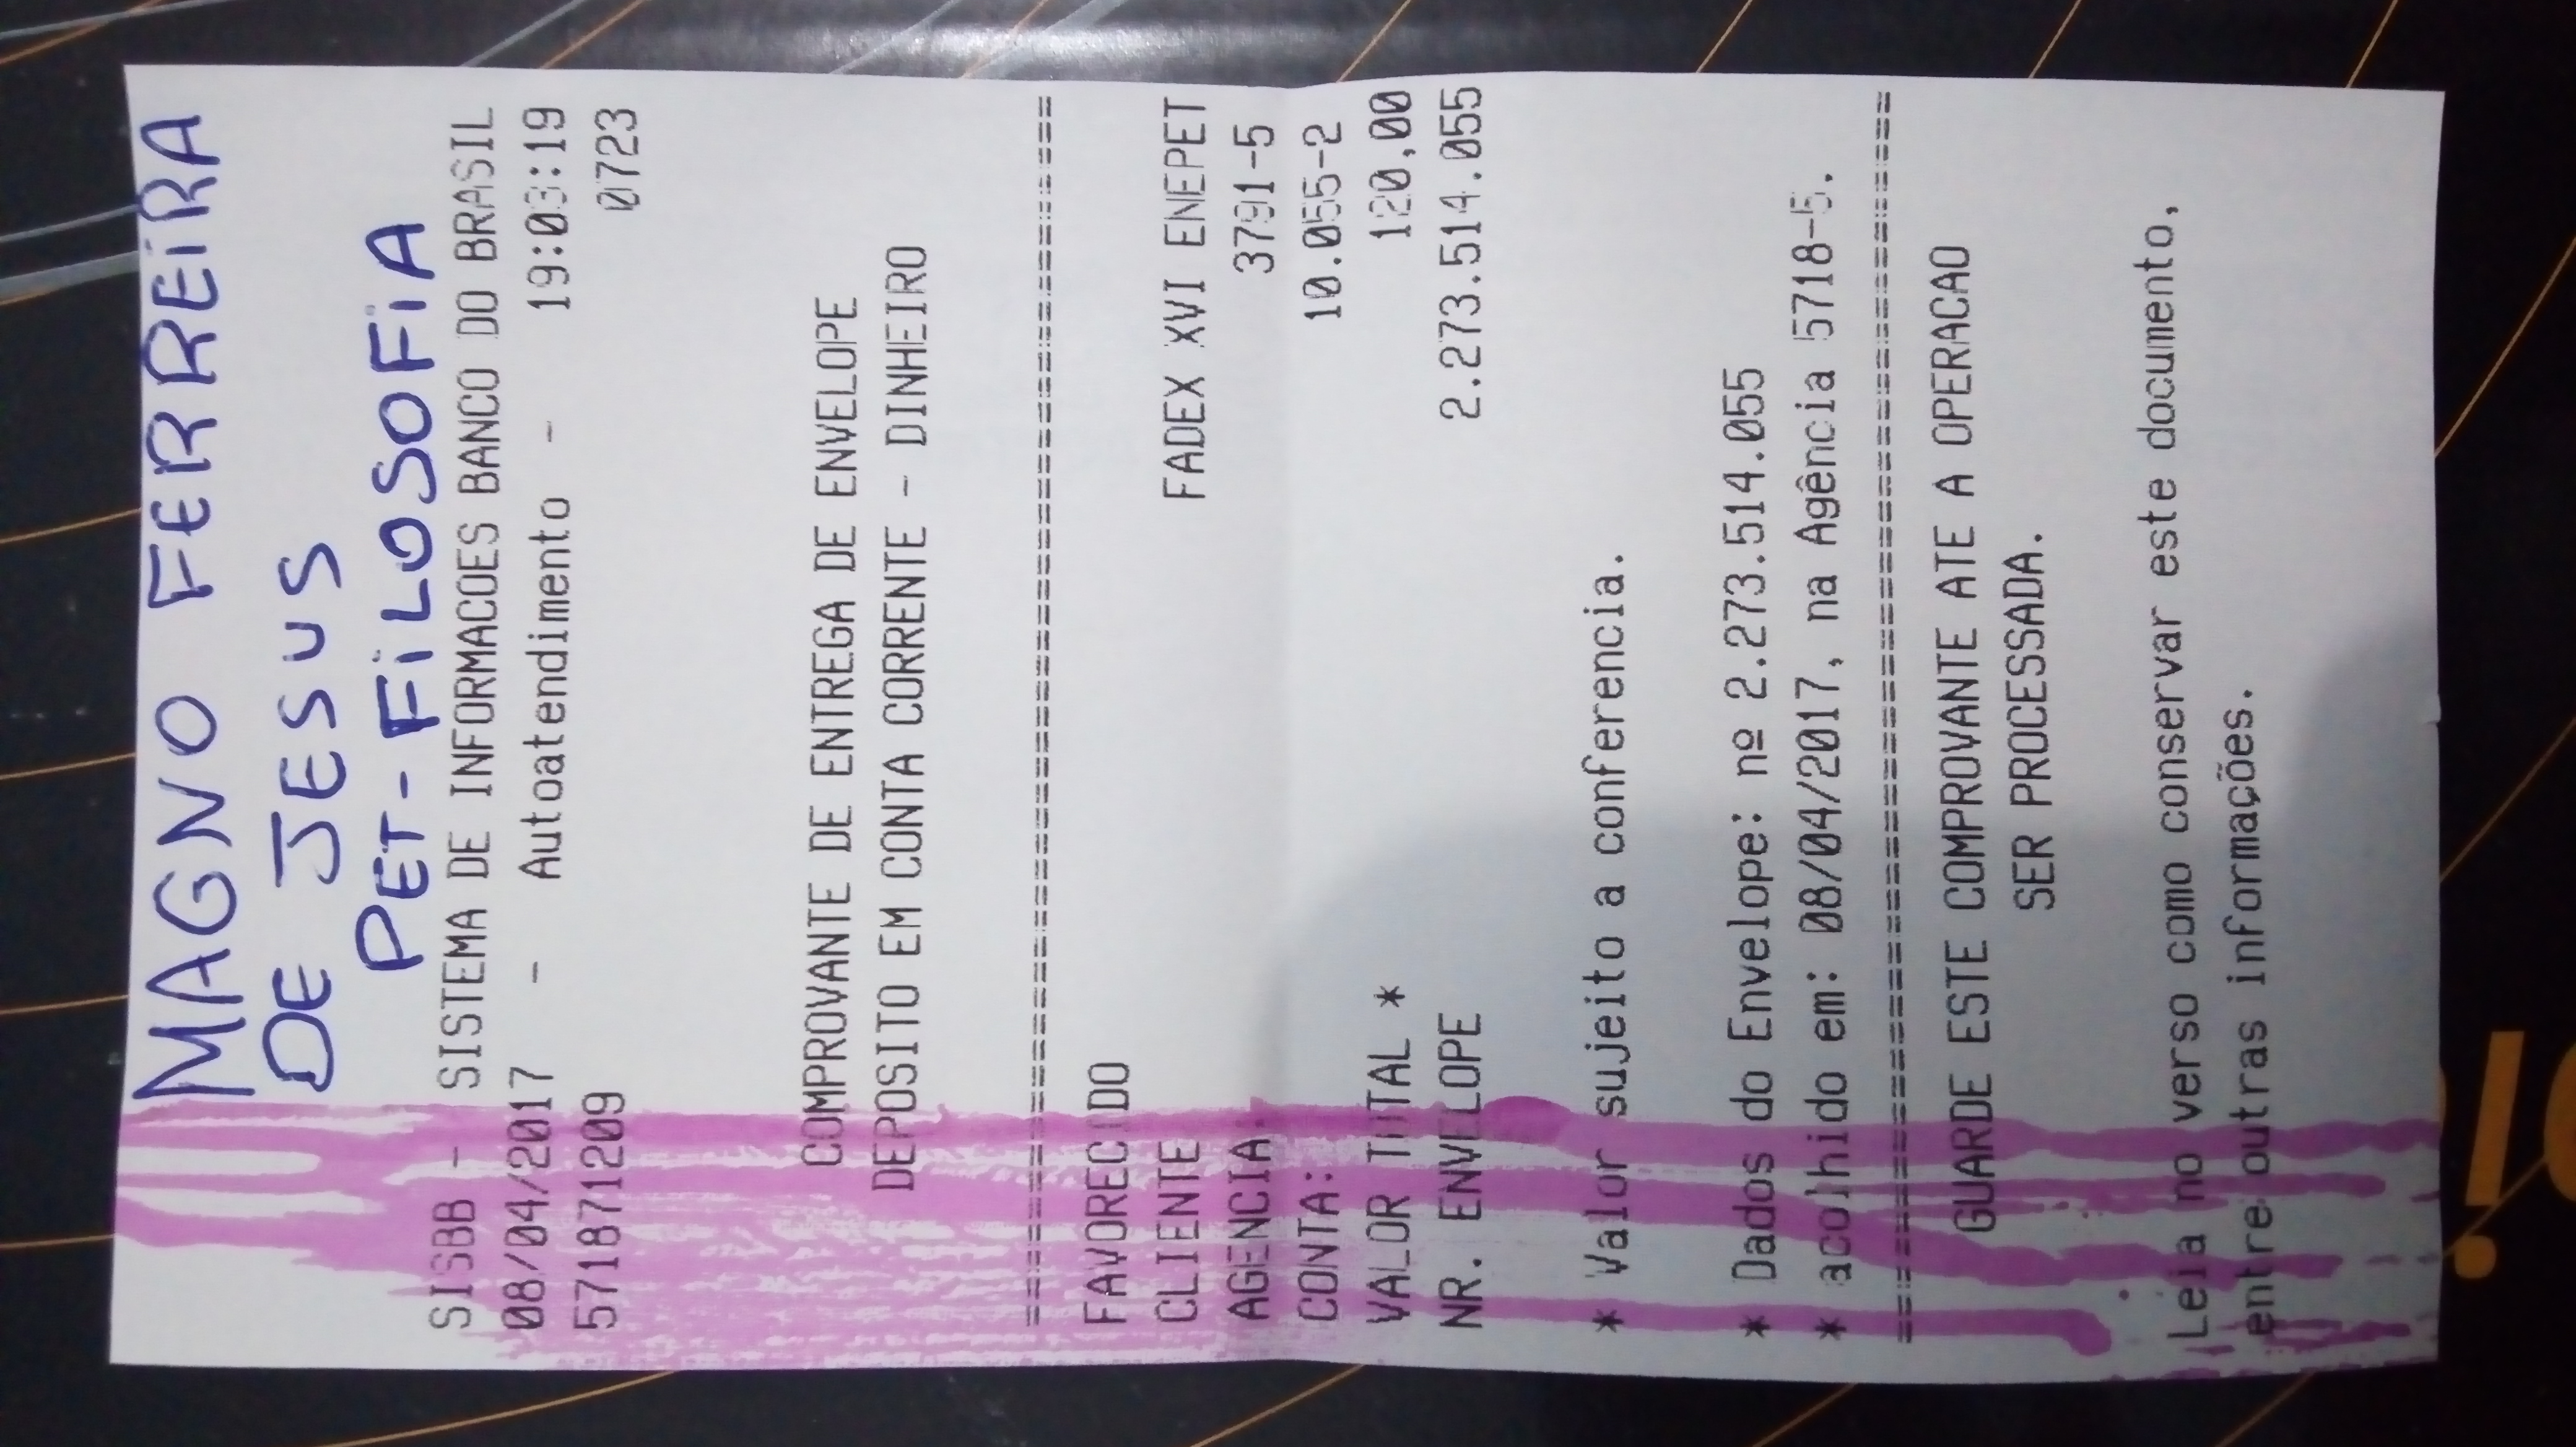 MAGNO FERREIRA
DE JESUS
PET-FILOSOFIA
SISBB - SISTEMA DE INFORMACOES BANCO DO BRASIL
08/04/2017 - Autoatendimento - 19:03:19
571871209 0723
COMPROVANTE DE ENTREGA DE ENVELOPE
DEPOSITO EM CONTA CORRENTE - DINHEIRO
================================================
FAVORECIDO
CLIENTE FADEX XVI ENEPET
AGENCIA: 3791-5
CONTA: 10.055-2
VALOR TOTAL * 120,00
NR. ENVELOPE 2.273.514.055
* Valor sujeito a conferencia.
* Dados do Envelope: nº 2.273.514.055
* acolhido em: 08/04/2017, na Agência 5718-5.
================================================
GUARDE ESTE COMPROVANTE ATE A OPERACAO
SER PROCESSADA.
Leia no verso como conservar este documento,
entre outras informações.